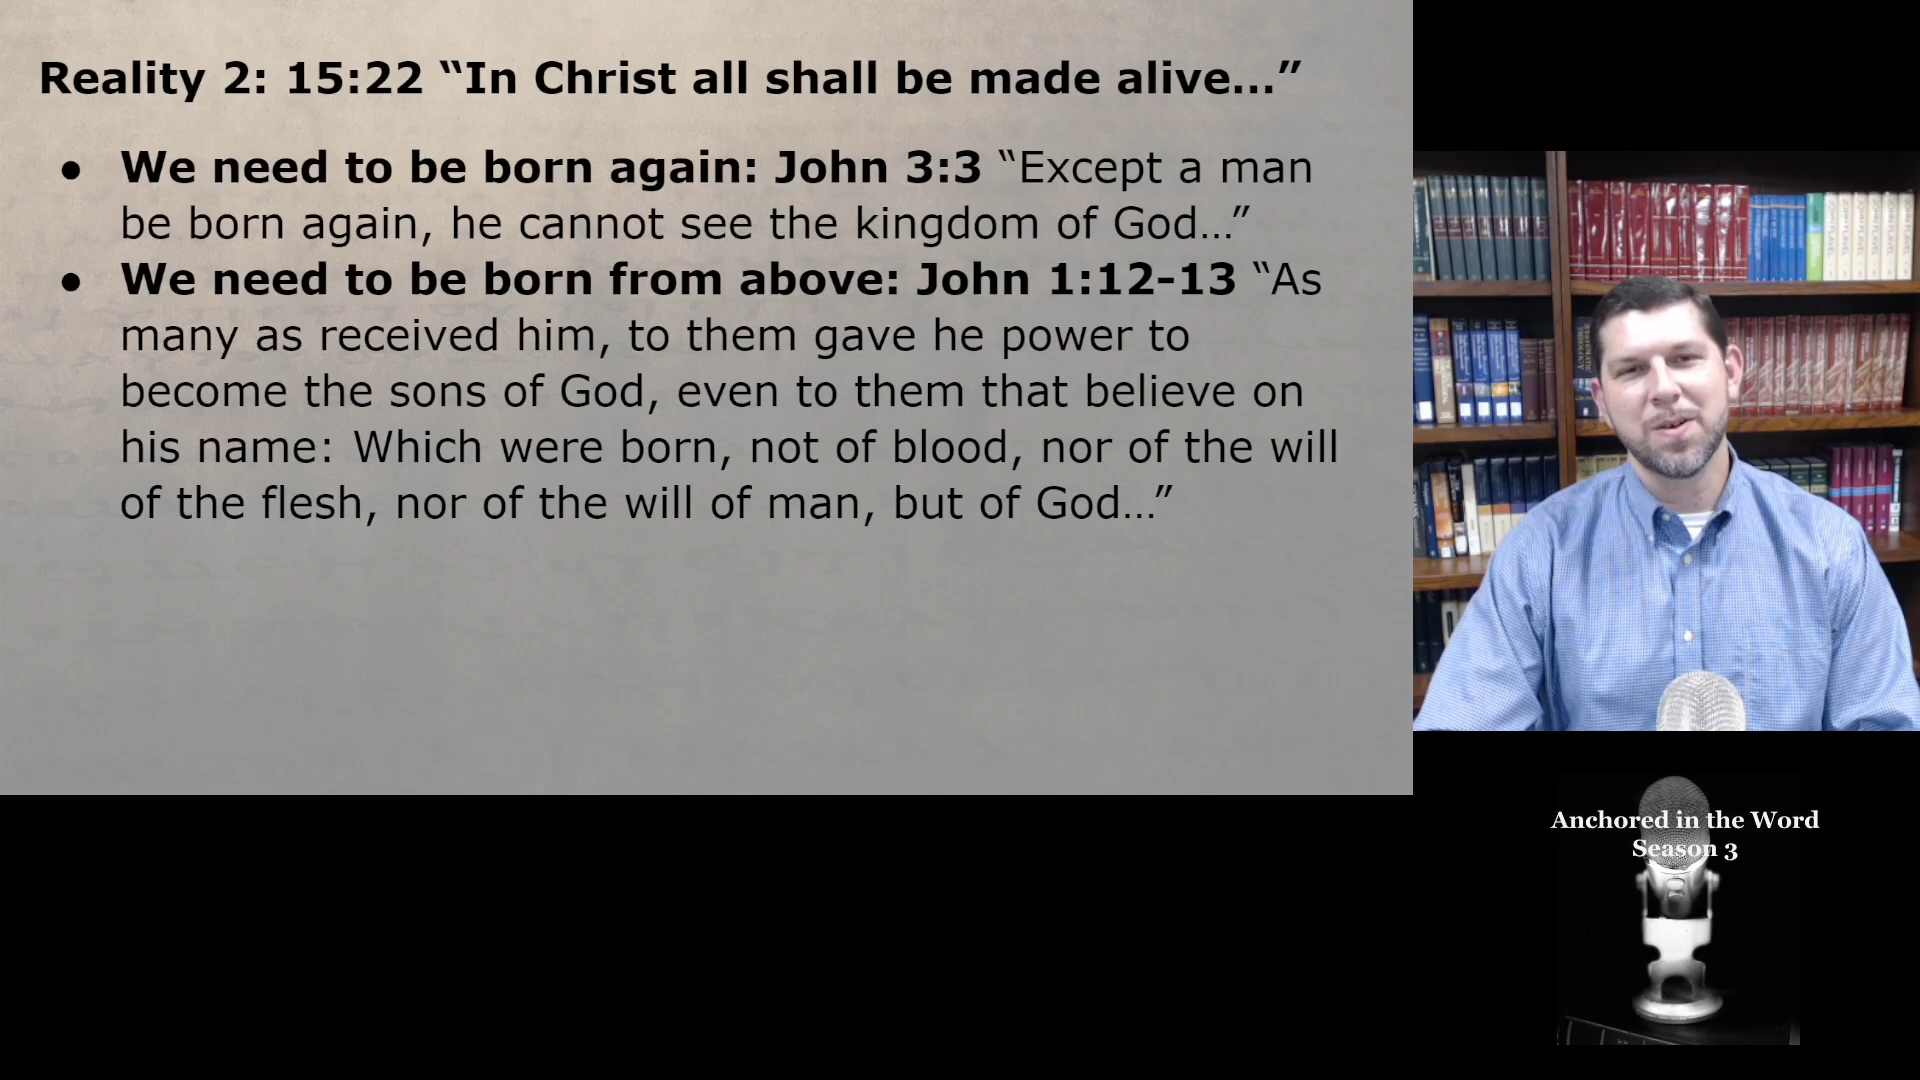 Reality 2: 15:22 “In Christ all shall be made alive…”
● We need to be born again: John 3:3 “Except a man
be born again, he cannot see the kingdom of God…”
● We need to be born from above: John 1:12-13 “As
many as received him, to them gave he power to
become the sons of God, even to them that believe on
his name: Which were born, not of blood, nor of the will
of the flesh, nor of the will of man, but of God…”
Anchored in the Word
Season 3